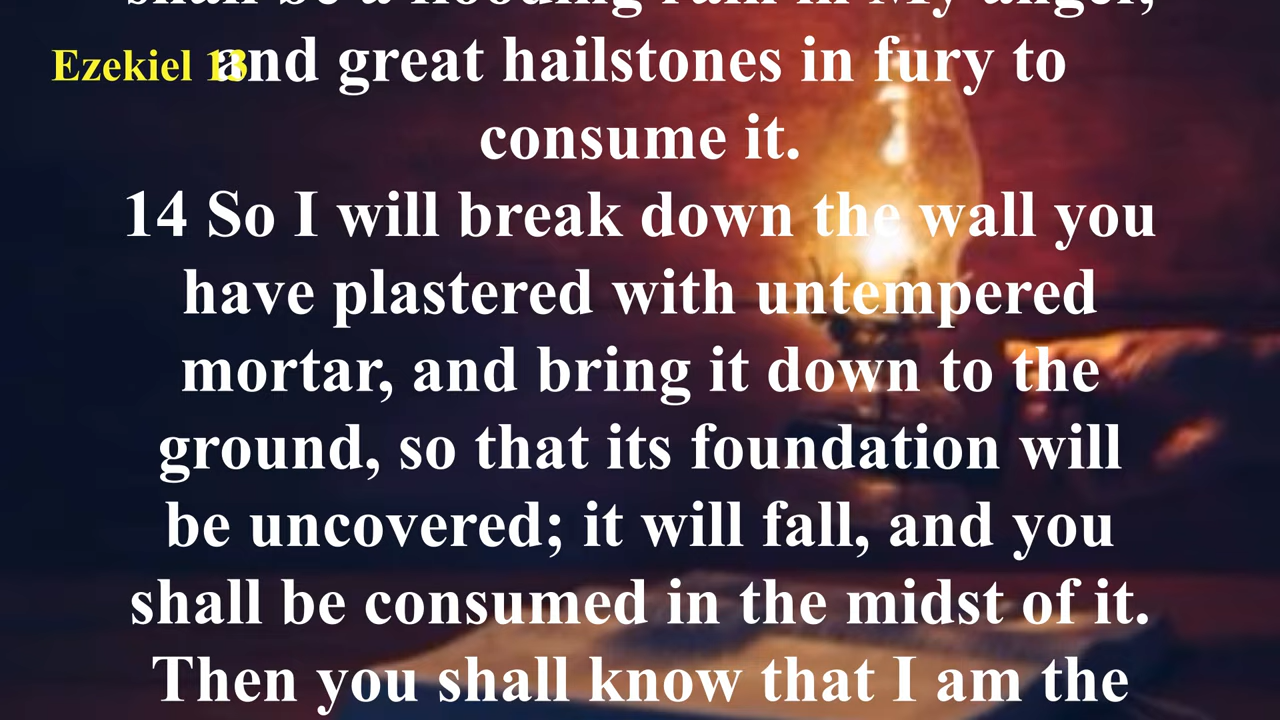 shall be a flooding rain in My anger,
Ezekiel 13
and great hailstones in fury to
consume it.
14 So I will break down the wall you
have plastered with untempered
mortar, and bring it down to the
ground, so that its foundation will
be uncovered; it will fall, and you
shall be consumed in the midst of it.
Then you shall know that I am the